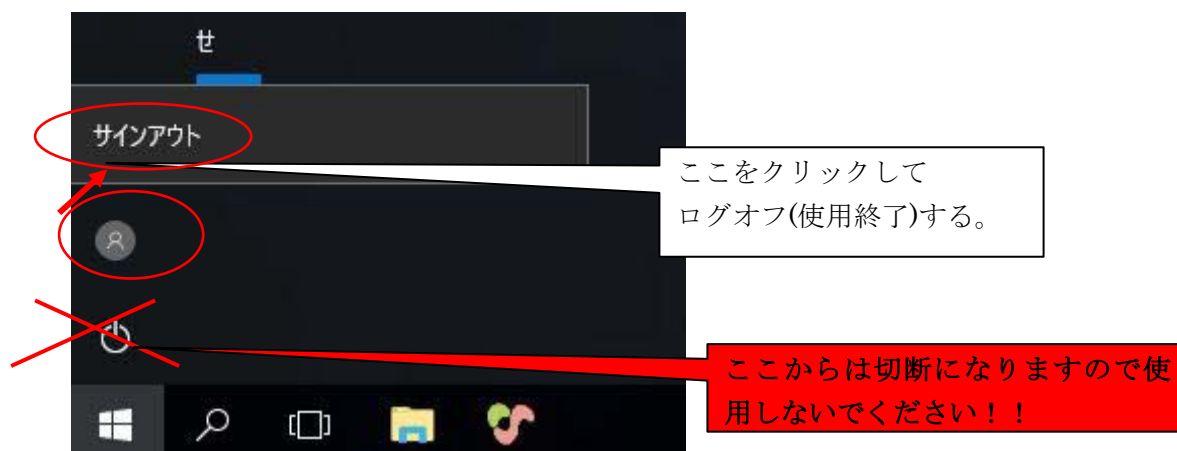 せ
サインアウト
ここをクリックして
ログオフ(使用終了)する。
ここからは切断になりますので使
用しないでください！！